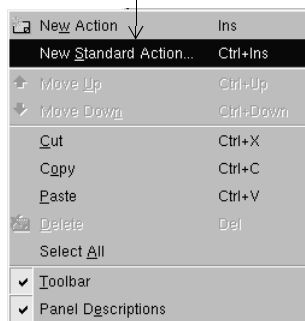 New Action Ins
New Standard Action... Ctrl+Ins
Move Up Ctrl+Up
Move Down Ctrl+Down
Cut Ctrl+X
Copy Ctrl+C
Paste Ctrl+V
Delete Del
Select All
Toolbar
Panel Descriptions